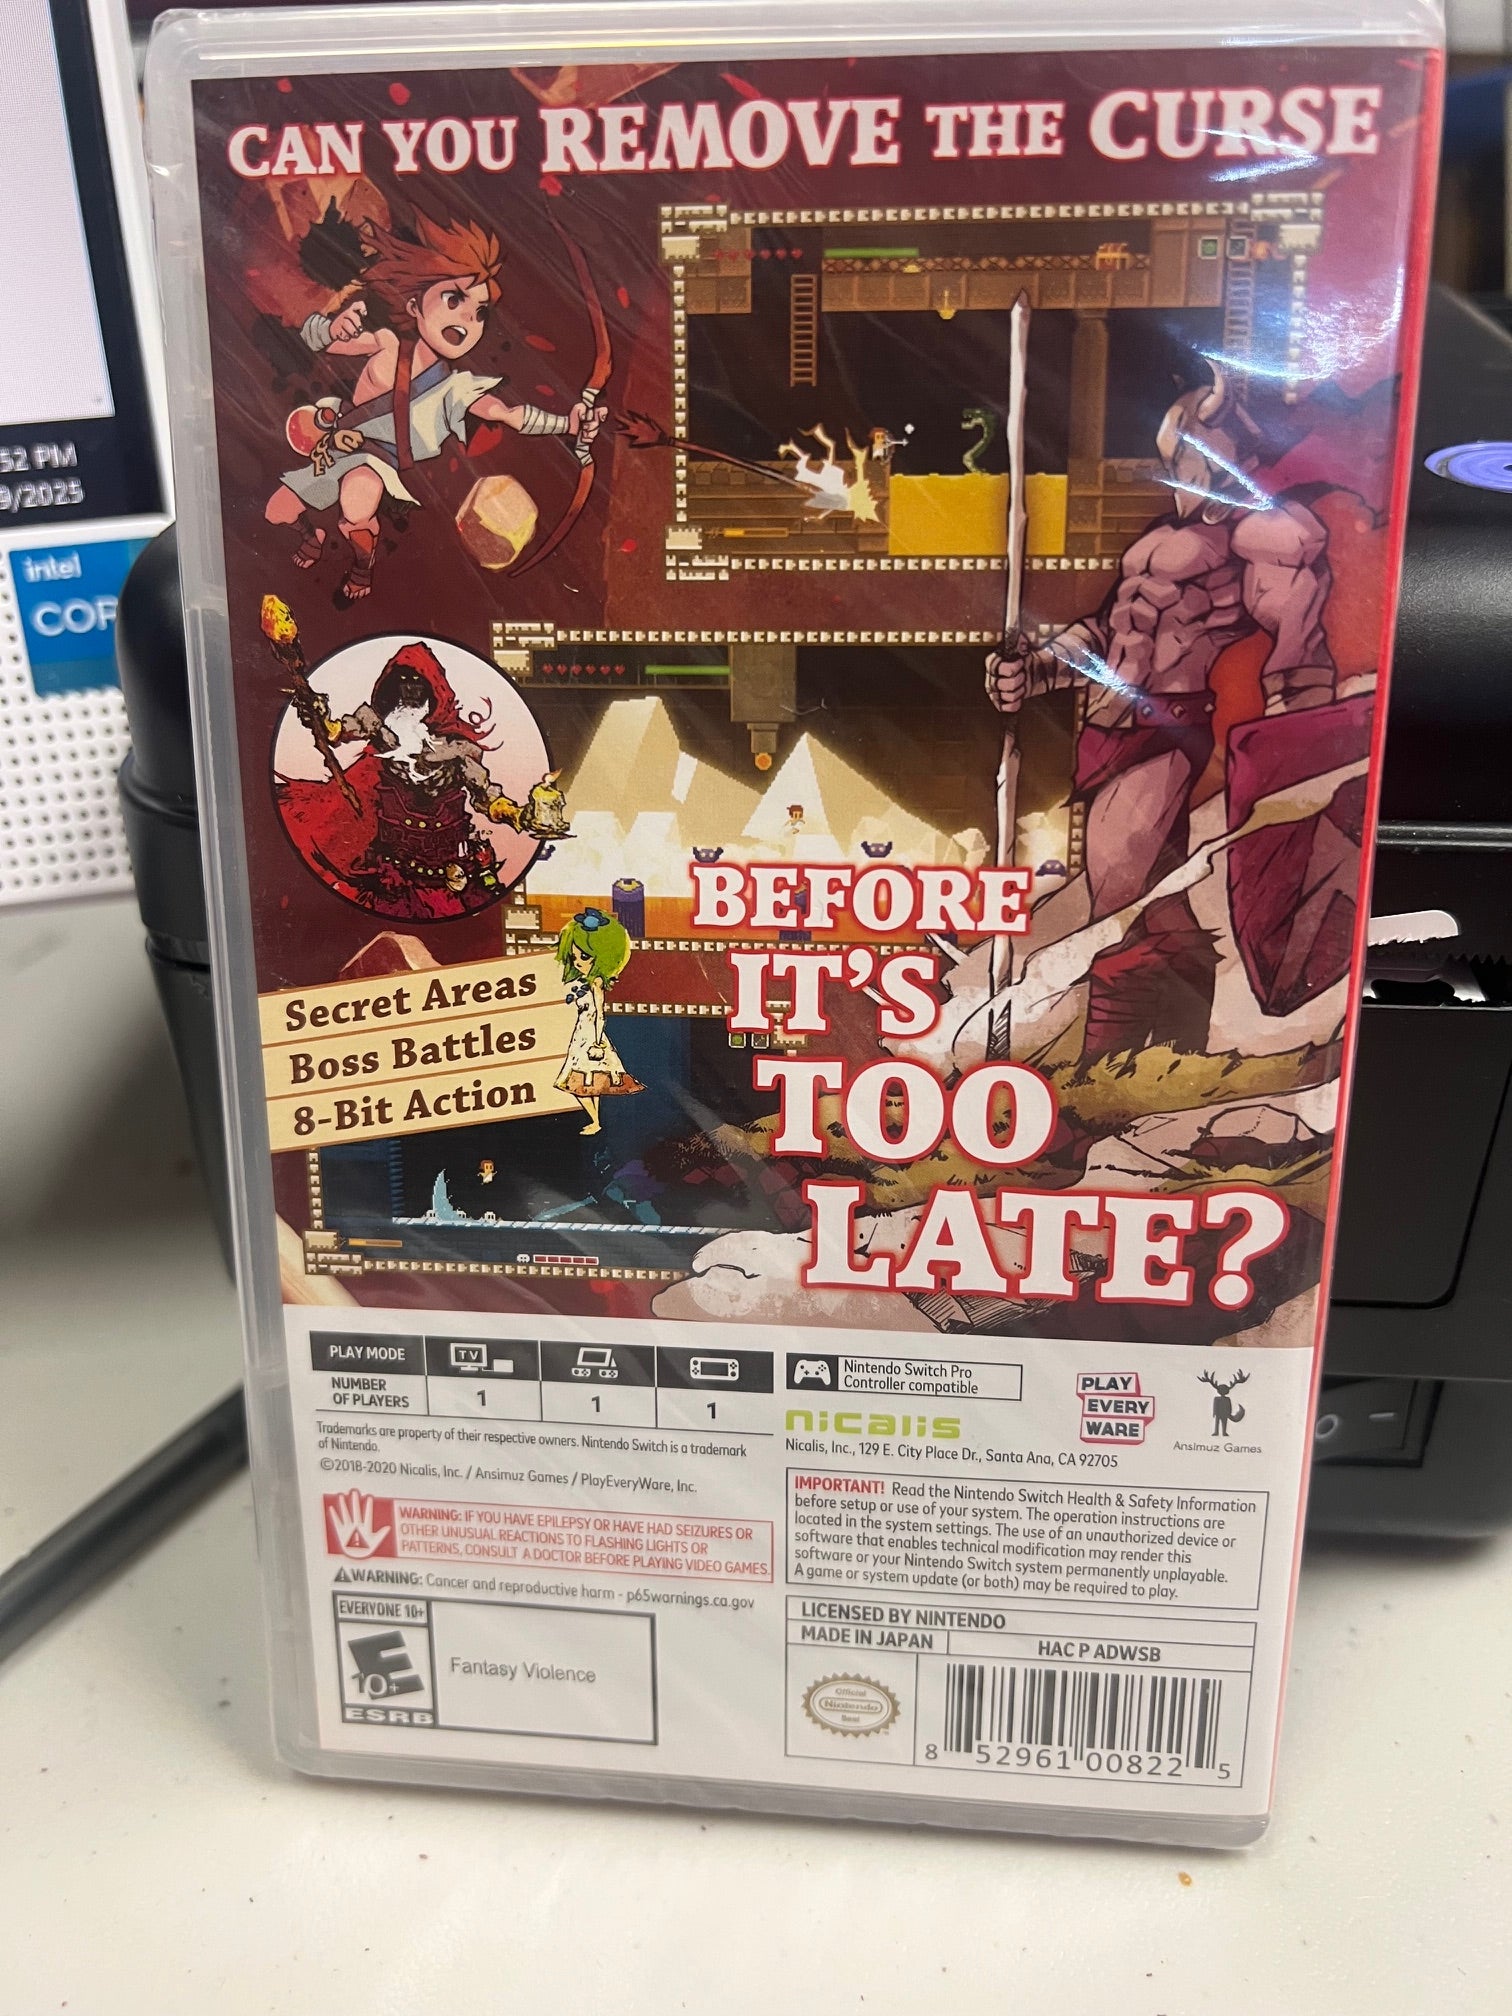 CAN YOU REMOVE THE CURSE
52 PM
9/2025
intel
COR
BEFORE
IT'S
TOO
LATE?
Secret Areas
Boss Battles
8-Bit Action
PLAY MODE
TV
NUMBER
OF PLAYERS
1
1
1
Trademarks are property of their respective owners. Nintendo Switch is a trademark
of Nintendo.
©2018-2020 Nicalis, Inc. / Ansimuz Games / PlayEveryWare, Inc.
WARNING: IF YOU HAVE EPILEPSY OR HAVE HAD SEIZURES OR
OTHER UNUSUAL REACTIONS TO FLASHING LIGHTS OR
PATTERNS, CONSULT A DOCTOR BEFORE PLAYING VIDEO GAMES.
WARNING: Cancer and reproductive harm - p65warnings.ca.gov
EVERYONE 10+
E
10+
ESRB
Fantasy Violence
Nintendo Switch Pro
Controller compatible
nicalis
Nicalis, Inc., 129 E. City Place Dr., Santa Ana, CA 92705
PLAY
EVERY
WARE
Ansimuz Games
IMPORTANT! Read the Nintendo Switch Health & Safety Information
before setup or use of your system. The operation instructions are
located in the system settings. The use of an unauthorized device or
software that enables technical modification may render this
software or your Nintendo Switch system permanently unplayable.
A game or system update (or both) may be required to play.
LICENSED BY NINTENDO
MADE IN JAPAN
HAC P ADWSB
Official
Nintendo
Seal
8 52961 00822 5